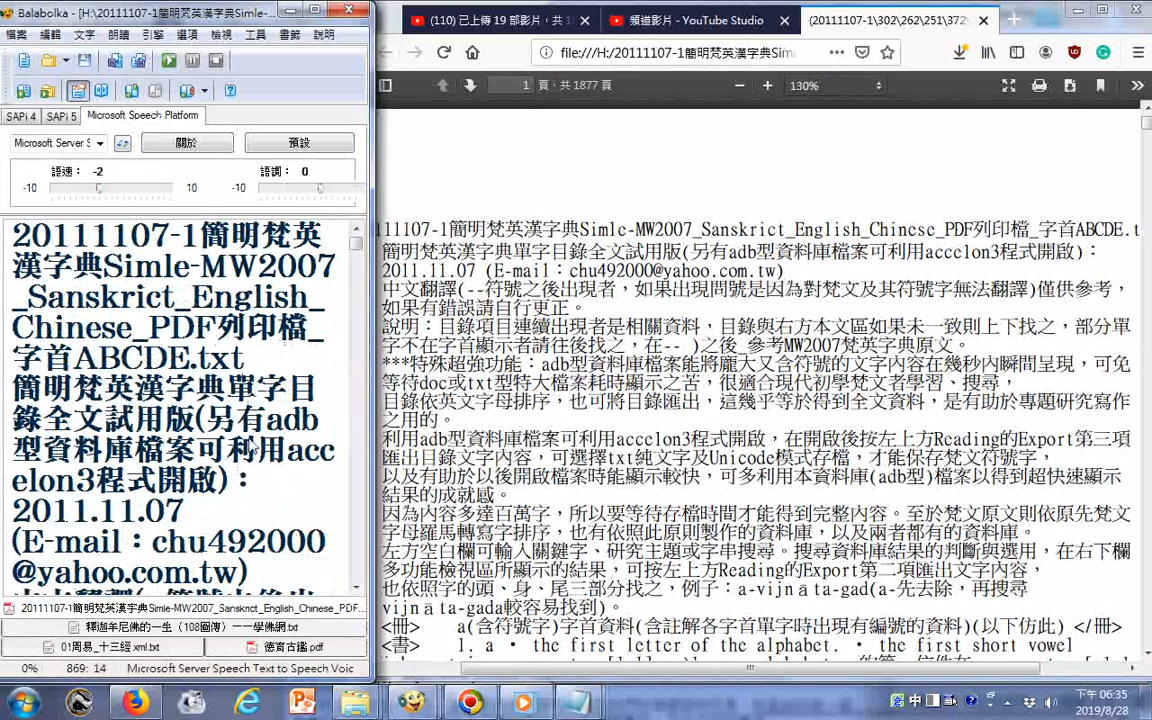 Balabolka - [H:\20111107-1簡明梵英漢字典Simle-...
檔案 編輯 文字 朗讀 引擎 選項 檢視 工具 書籤 說明
SAPI 4 SAPI 5 Microsoft Speech Platform
Microsoft Server S 關於 預設
語速： -2 語調： 0
-10 10 -10
20111107-1簡明梵英
漢字典Simle-MW2007
_Sanskrict_English_
Chinese_PDF列印檔_
字首ABCDE.txt
簡明梵英漢字典單字目
錄全文試用版(另有adb
型資料庫檔案可利用acc
elon3程式開啟)：
2011.11.07
(E-mail：chu492000
@yahoo.com.tw)
20111107-1簡明梵英漢字典Simle-MW2007_Sanskrict_English_Chinese_PDF...
釋迦牟尼佛的一生（108國傳）一一學佛網.txt
01周易_十三經 xml.txt 德育古鑑.pdf
0% 869: 14 Microsoft Server Speech Text to Speech Voic
(110) 已上傳 19 部影片，共 1
頻道影片 - YouTube Studio
(20111107-1\302\262\251\372
file:///H:/20111107-1簡明梵英漢字典Sim
1 頁，共 1877 頁 130%
11107-1簡明梵英漢字典Simle-MW2007_Sanskrict_English_Chinese_PDF列印檔_字首ABCDE.t
簡明梵英漢字典單字目錄全文試用版(另有adb型資料庫檔案可利用accclon3程式開啟)：
2011.11.07 (E-mail：chu492000@yahoo.com.tw)
中文翻譯(--符號之後出現者，如果出現問號是因為對梵文及其符號字無法翻譯)僅供參考，
如果有錯誤請自行更正。
說明：目錄項目連續出現者是相關資料，目錄與右方本文區如果未一致則上下找之，部分單
字不在字首顯示者請往後找之，在-- )之後_參考MW2007梵英字典原文。
***特殊超強功能：adb型資料庫檔案能將龐大又含符號的文字內容在幾秒內瞬間呈現，可免
等待doc或txt型特大檔案耗時顯示之苦，很適合現代初學梵文者學習、搜尋，
目錄依英文字母排序，也可將目錄匯出，這幾乎等於得到全文資料，是有助於專題研究寫作
之用的。
利用adb型資料庫檔案可利用accclon3程式開啟，在開啟後按左上方Reading的Export第三項
匯出目錄文字內容，可選擇txt純文字及Unicode模式存檔，才能保存梵文符號字，
以及有助於以後開啟檔案時能顯示較快，可多利用本資料庫(adb型)檔案以得到超快速顯示
結果的成就感。
因為內容多達百萬字，所以要等待存檔時間才能得到完整內容。至於梵文原文則依原先梵文
字母羅馬轉寫字排序，也有依照此原則製作的資料庫，以及兩者都有的資料庫。
左方空白欄可輸入關鍵字、研究主題或字串搜尋。搜尋資料庫結果的判斷與選用，在右下欄
多功能檢視區所顯示的結果，可按左上方Reading的Export第二項匯出文字內容，
也依照字的頭、身、尾三部分找之，例子：a-vijnāta-gad(a-先去除，再搜尋
vijnāta-gada較容易找到)。
<冊> a(含符號字)字首資料(含註解各字首單字時出現有編號的資料)(以下仿此) </冊>
<書> 1. a • the first letter of the alphabet. • the first short vowel
下午 06:35
2019/8/28